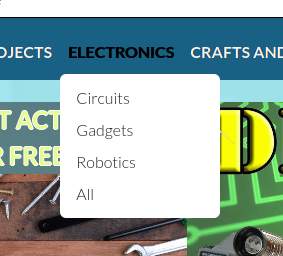 OJECTS ELECTRONICS CRAFTS AND
Circuits
Gadgets
Robotics
All
T ACT
R FREE
D